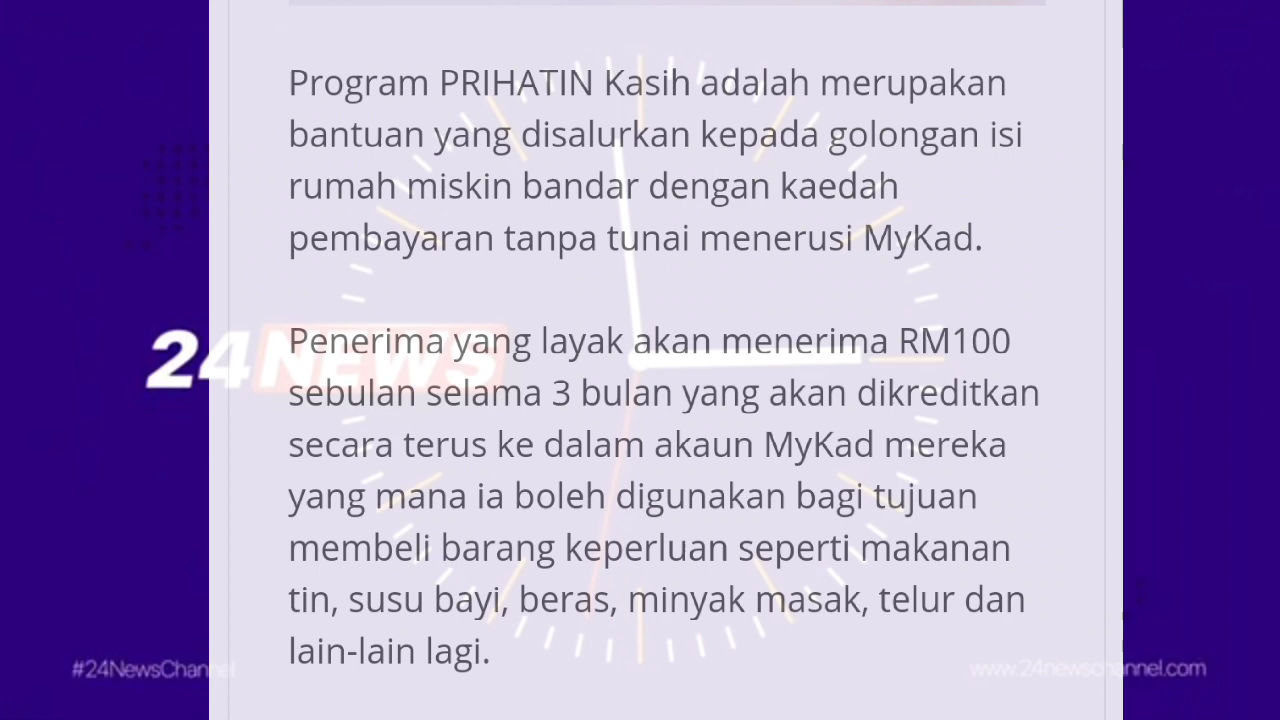 Program PRIHATIN Kasih adalah merupakan
bantuan yang disalurkan kepada golongan isi
rumah miskin bandar dengan kaedah
pembayaran tanpa tunai menerusi MyKad.
Penerima yang layak akan menerima RM100
sebulan selama 3 bulan yang akan dikreditkan
secara terus ke dalam akaun MyKad mereka
yang mana ia boleh digunakan bagi tujuan
membeli barang keperluan seperti makanan
tin, susu bayi, beras, minyak masak, telur dan
lain-lain lagi.
24 NEWS
#24NewsChannel
www.24newschannel.com